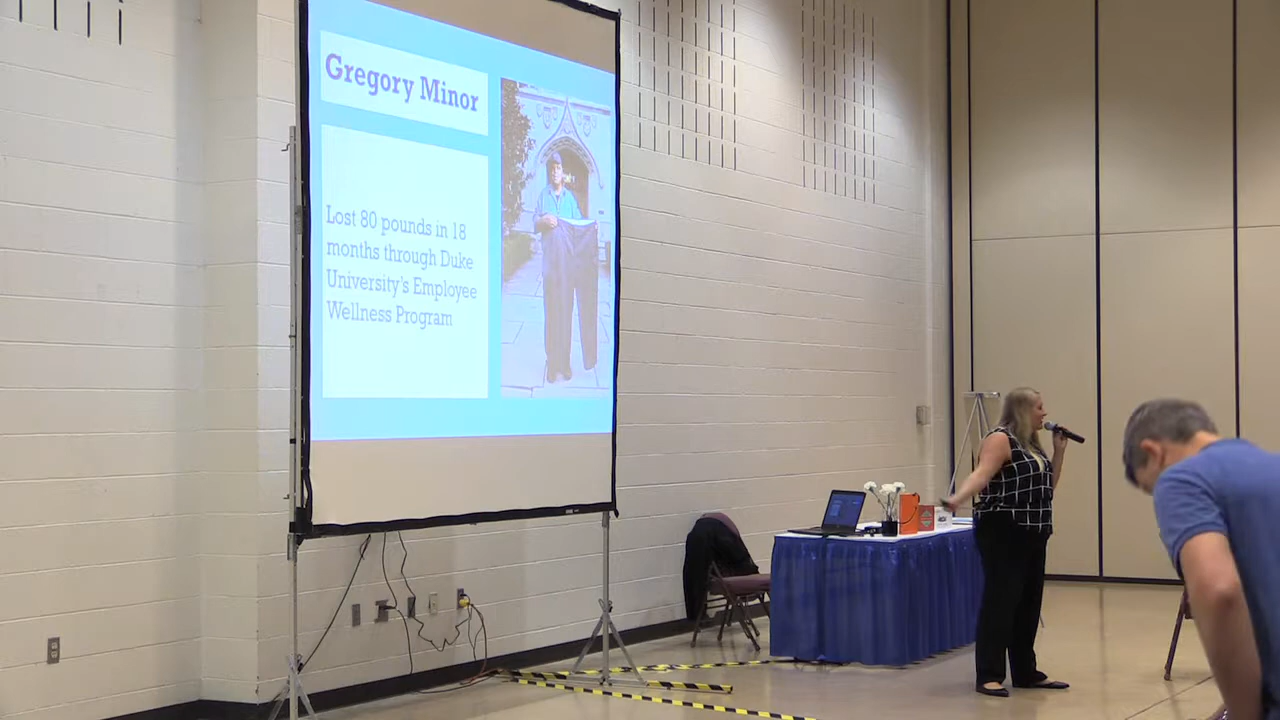 Gregory Minor
Lost 80 pounds in 18
months through Duke
University's Employee
Wellness Program